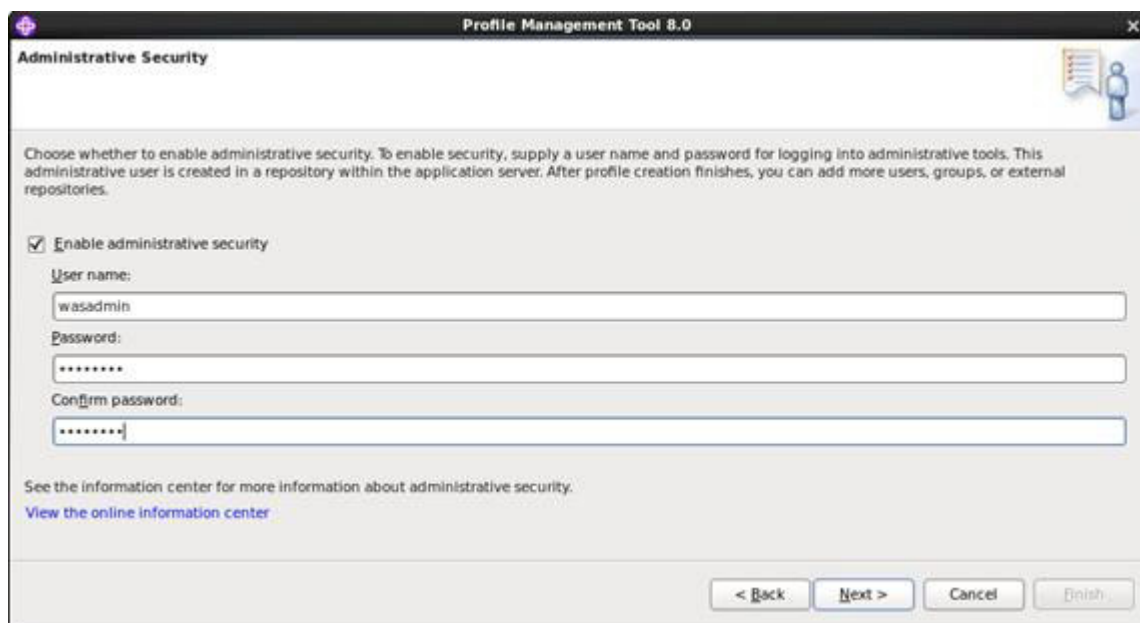 Profile Management Tool 8.0
Administrative Security
Choose whether to enable administrative security. To enable security, supply a user name and password for logging into administrative tools. This
administrative user is created in a repository within the application server. After profile creation finishes, you can add more users, groups, or external
repositories.
Enable administrative security
User name:
wasadmin
Password:
••••••••
Confirm password:
••••••••
See the information center for more information about administrative security.
View the online information center
< Back Next > Cancel Finish